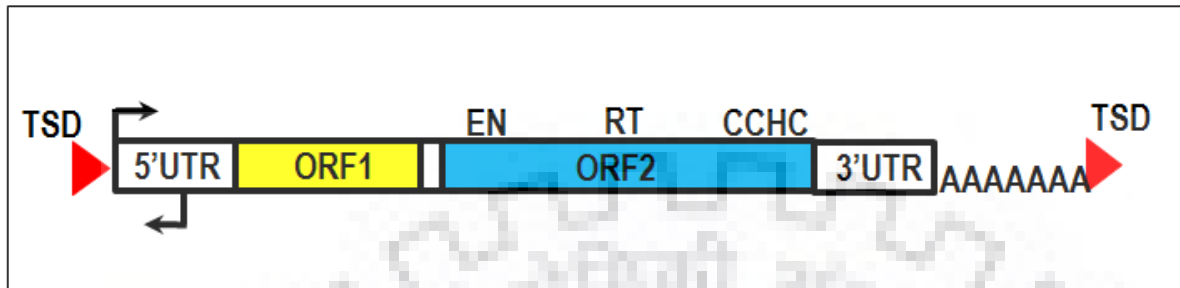 EN RT CCHC
TSD TSD
5'UTR ORF1 ORF2 3'UTR
AAAAAAA